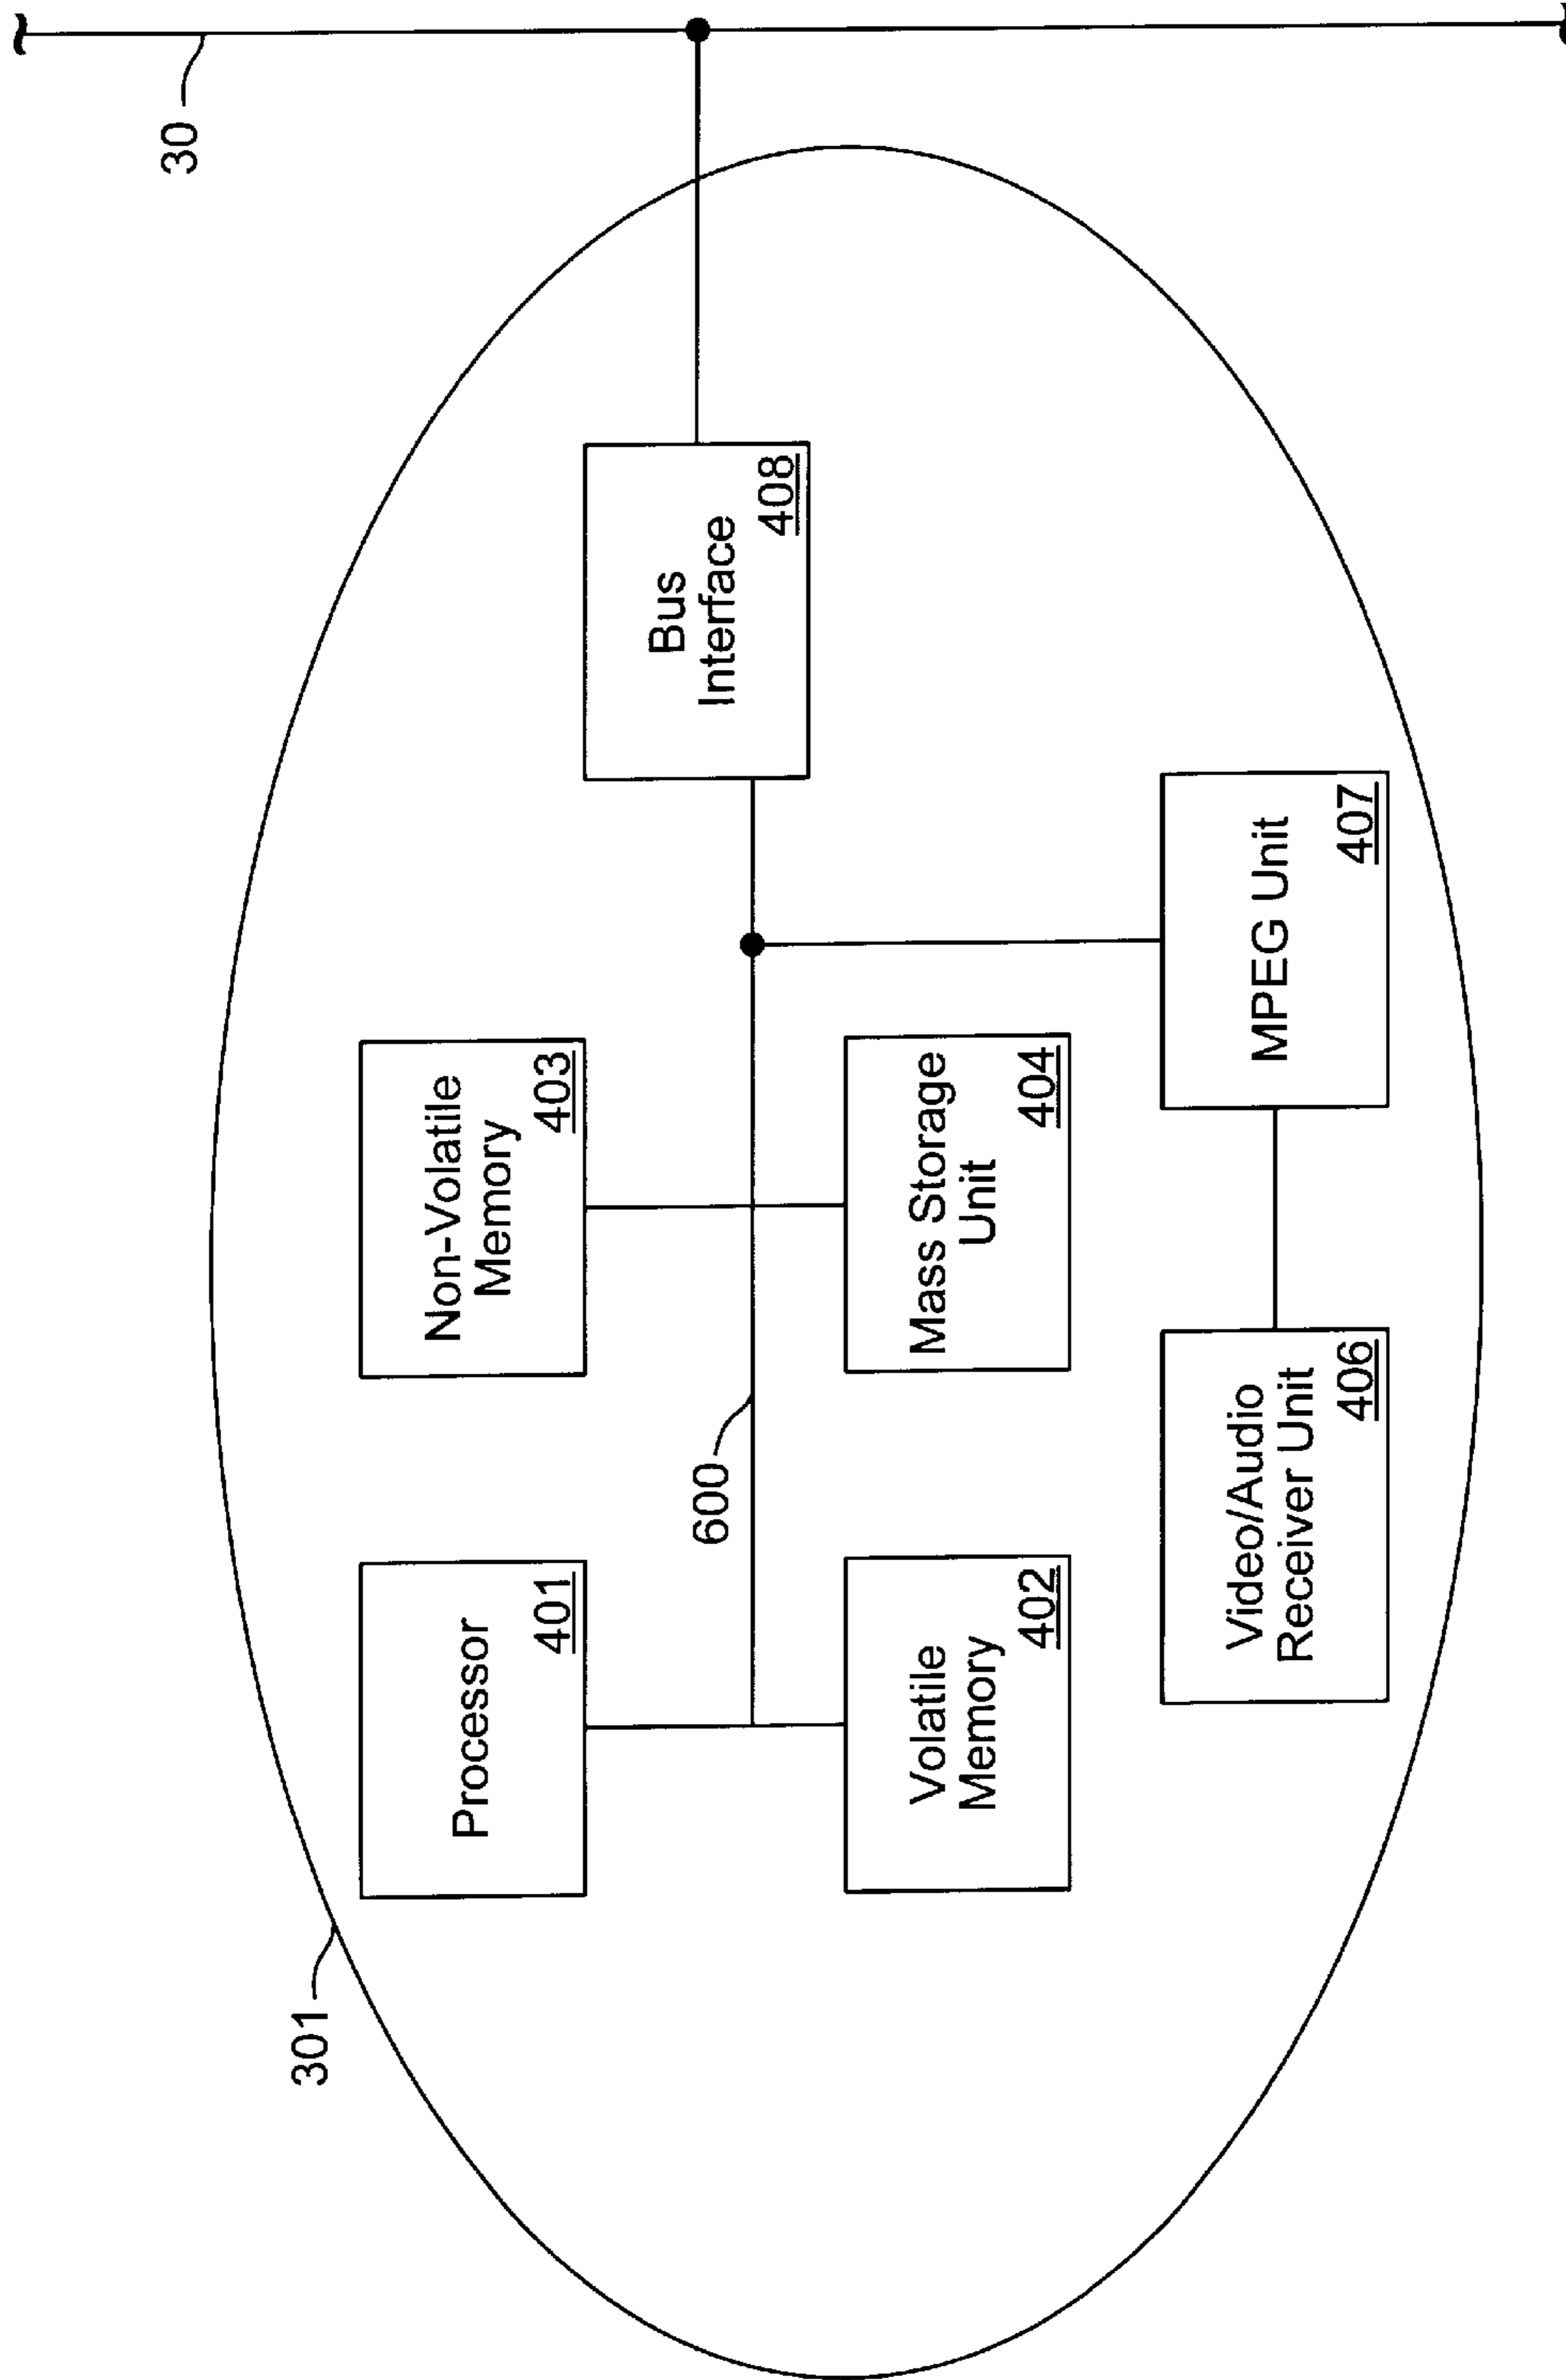 301
Processor
401
Non-Volatile
Memory
403
Bus
Interface
408
30
600
Volatile
Memory
402
Mass Storage
Unit
404
Video/Audio
Receiver Unit
406
MPEG Unit
407